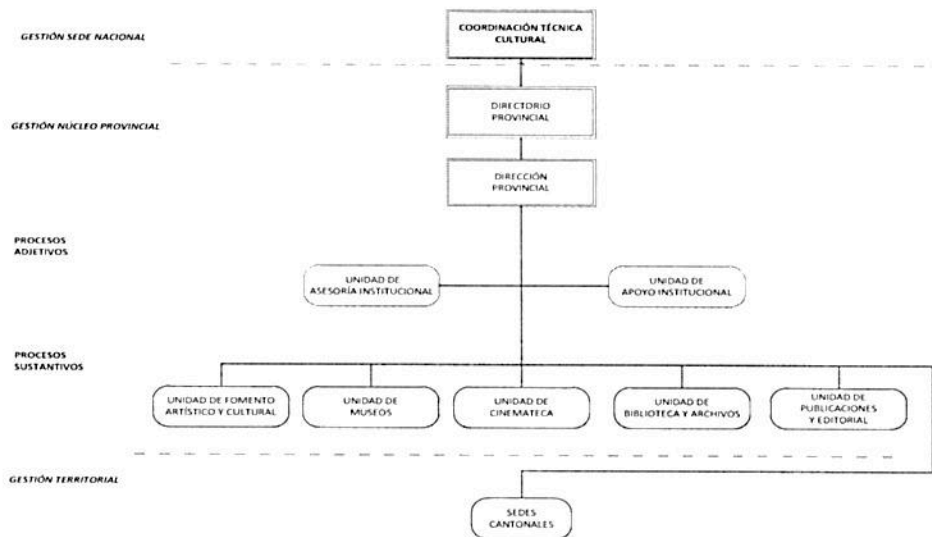 GESTIÓN SEDE NACIONAL
COORDINACIÓN TÉCNICA
CULTURAL
GESTIÓN NÚCLEO PROVINCIAL
DIRECTORIO
PROVINCIAL
DIRECCIÓN
PROVINCIAL
PROCESOS
ADJETIVOS
UNIDAD DE
ASESORÍA INSTITUCIONAL
UNIDAD DE
APOYO INSTITUCIONAL
PROCESOS
SUSTANTIVOS
UNIDAD DE FOMENTO
ARTÍSTICO Y CULTURAL
UNIDAD DE
MUSEOS
UNIDAD DE
CINEMATECA
UNIDAD DE
BIBLIOTECA Y ARCHIVOS
UNIDAD DE
PUBLICACIONES
Y EDITORIAL
GESTIÓN TERRITORIAL
SEDES
CANTONALES